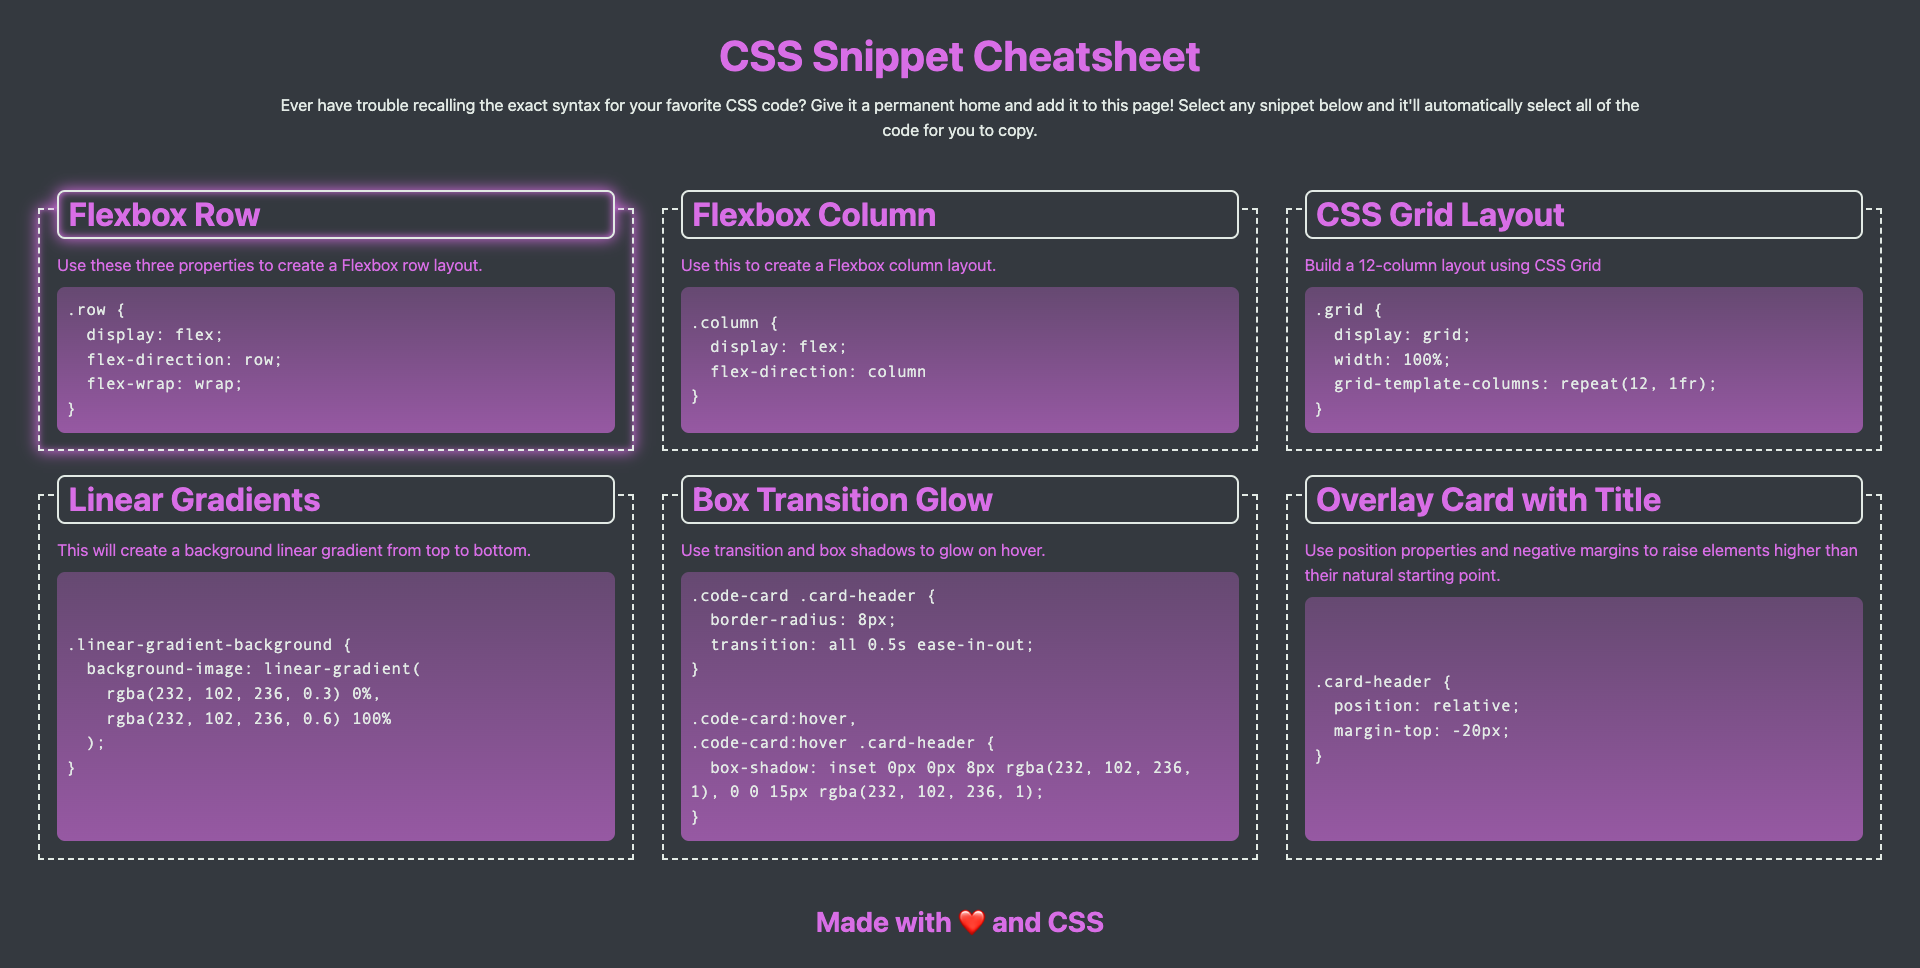 CSS Snippet Cheatsheet
Ever have trouble recalling the exact syntax for your favorite CSS code? Give it a permanent home and add it to this page! Select any snippet below and it'll automatically select all of the
code for you to copy.
Flexbox Row
Use these three properties to create a Flexbox row layout.
.row {
  display: flex;
  flex-direction: row;
  flex-wrap: wrap;
}
Flexbox Column
Use this to create a Flexbox column layout.
.column {
  display: flex;
  flex-direction: column
}
CSS Grid Layout
Build a 12-column layout using CSS Grid
.grid {
  display: grid;
  width: 100%;
  grid-template-columns: repeat(12, 1fr);
}
Linear Gradients
This will create a background linear gradient from top to bottom.
.linear-gradient-background {
  background-image: linear-gradient(
    rgba(232, 102, 236, 0.3) 0%,
    rgba(232, 102, 236, 0.6) 100%
  );
}
Box Transition Glow
Use transition and box shadows to glow on hover.
.code-card .card-header {
  border-radius: 8px;
  transition: all 0.5s ease-in-out;
}
.code-card:hover,
.code-card:hover .card-header {
  box-shadow: inset 0px 0px 8px rgba(232, 102, 236,
1), 0 0 15px rgba(232, 102, 236, 1);
}
Overlay Card with Title
Use position properties and negative margins to raise elements higher than
their natural starting point.
.card-header {
  position: relative;
  margin-top: -20px;
}
Made with ❤️ and CSS